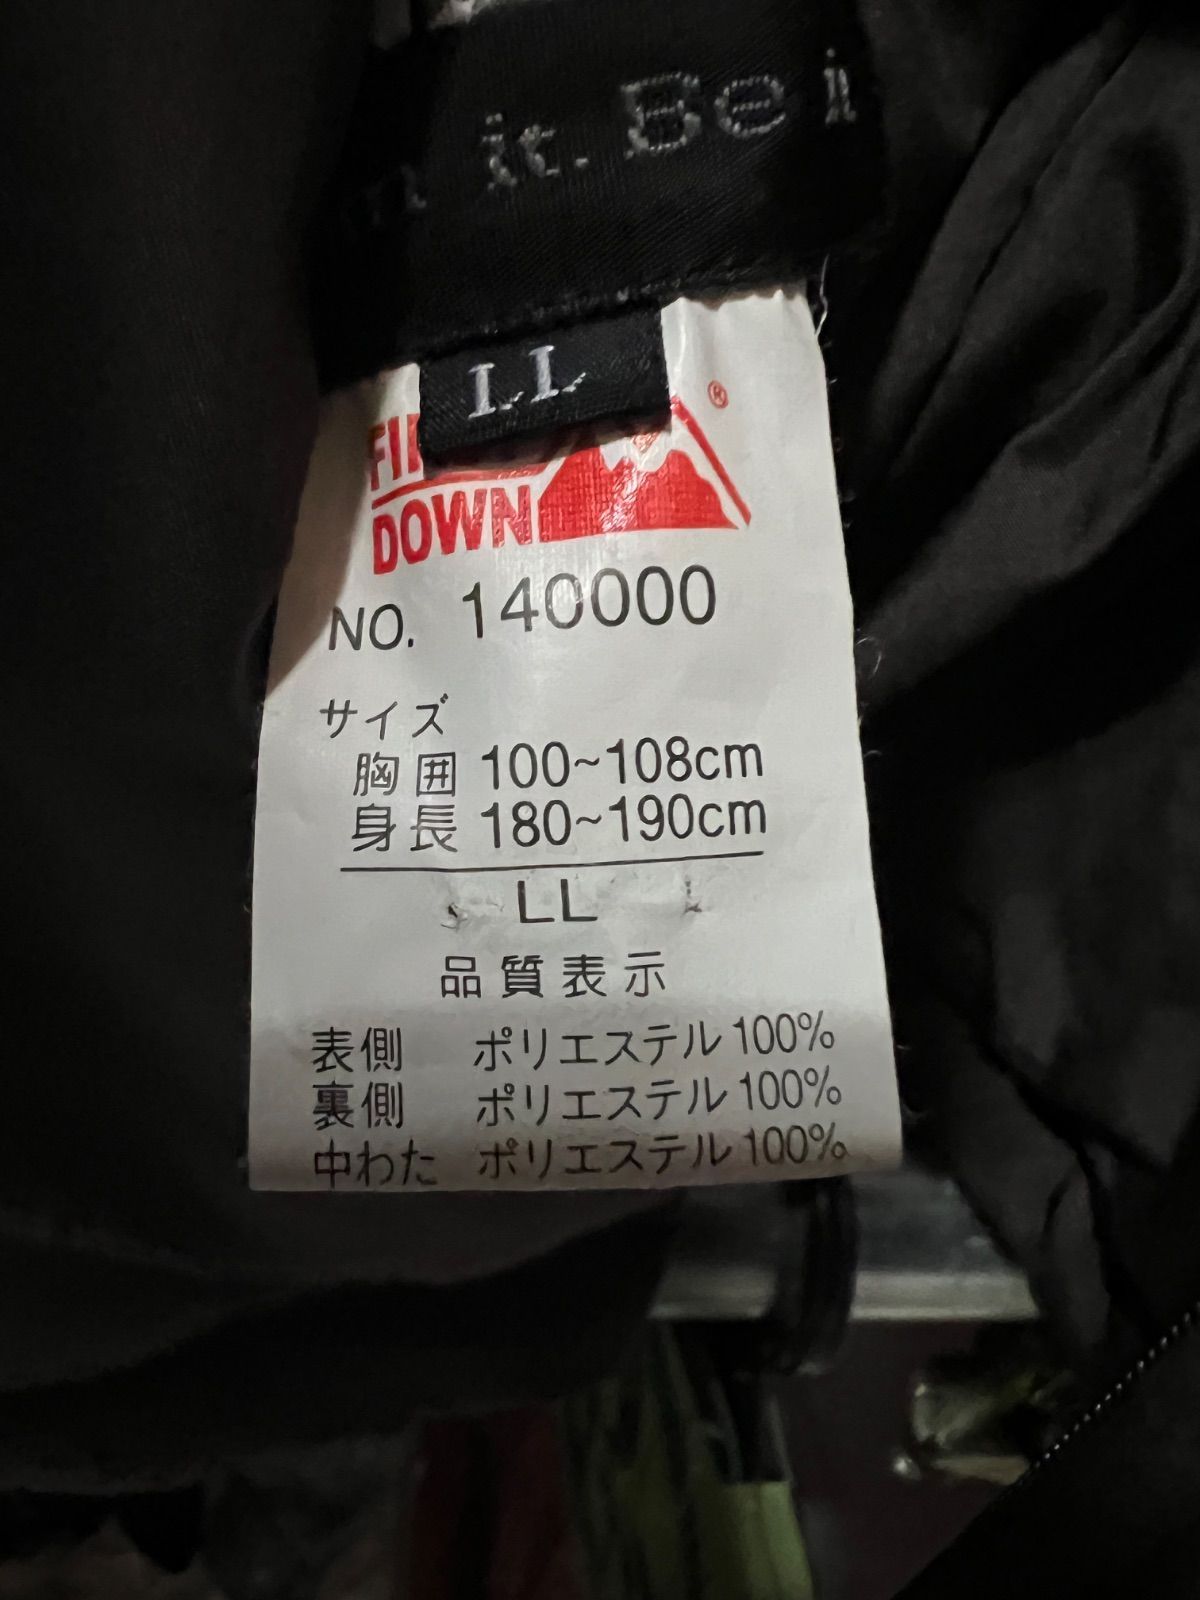 it. Be i
LL
DOWN
®
NO. 140000
サイズ
胸囲 100~108cm
身長 180~190cm
LL
品質表示
表側 ポリエステル100%
裏側 ポリエステル100%
中わた ポリエステル100%